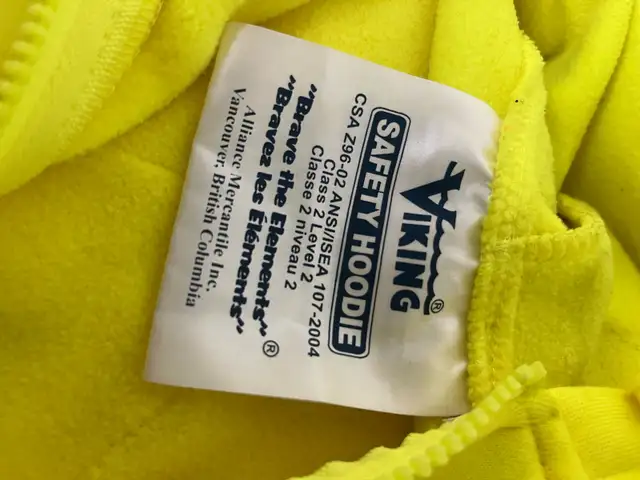 VIKING®
SAFETY HOODIE
CSA Z96-02 ANSI/ISEA 107-2004
Class 2 Level 2
Classe 2 niveau 2
"Brave the Elements"
"Bravez les Éléments"®
Alliance Mercantile Inc.
Vancouver, British Columbia